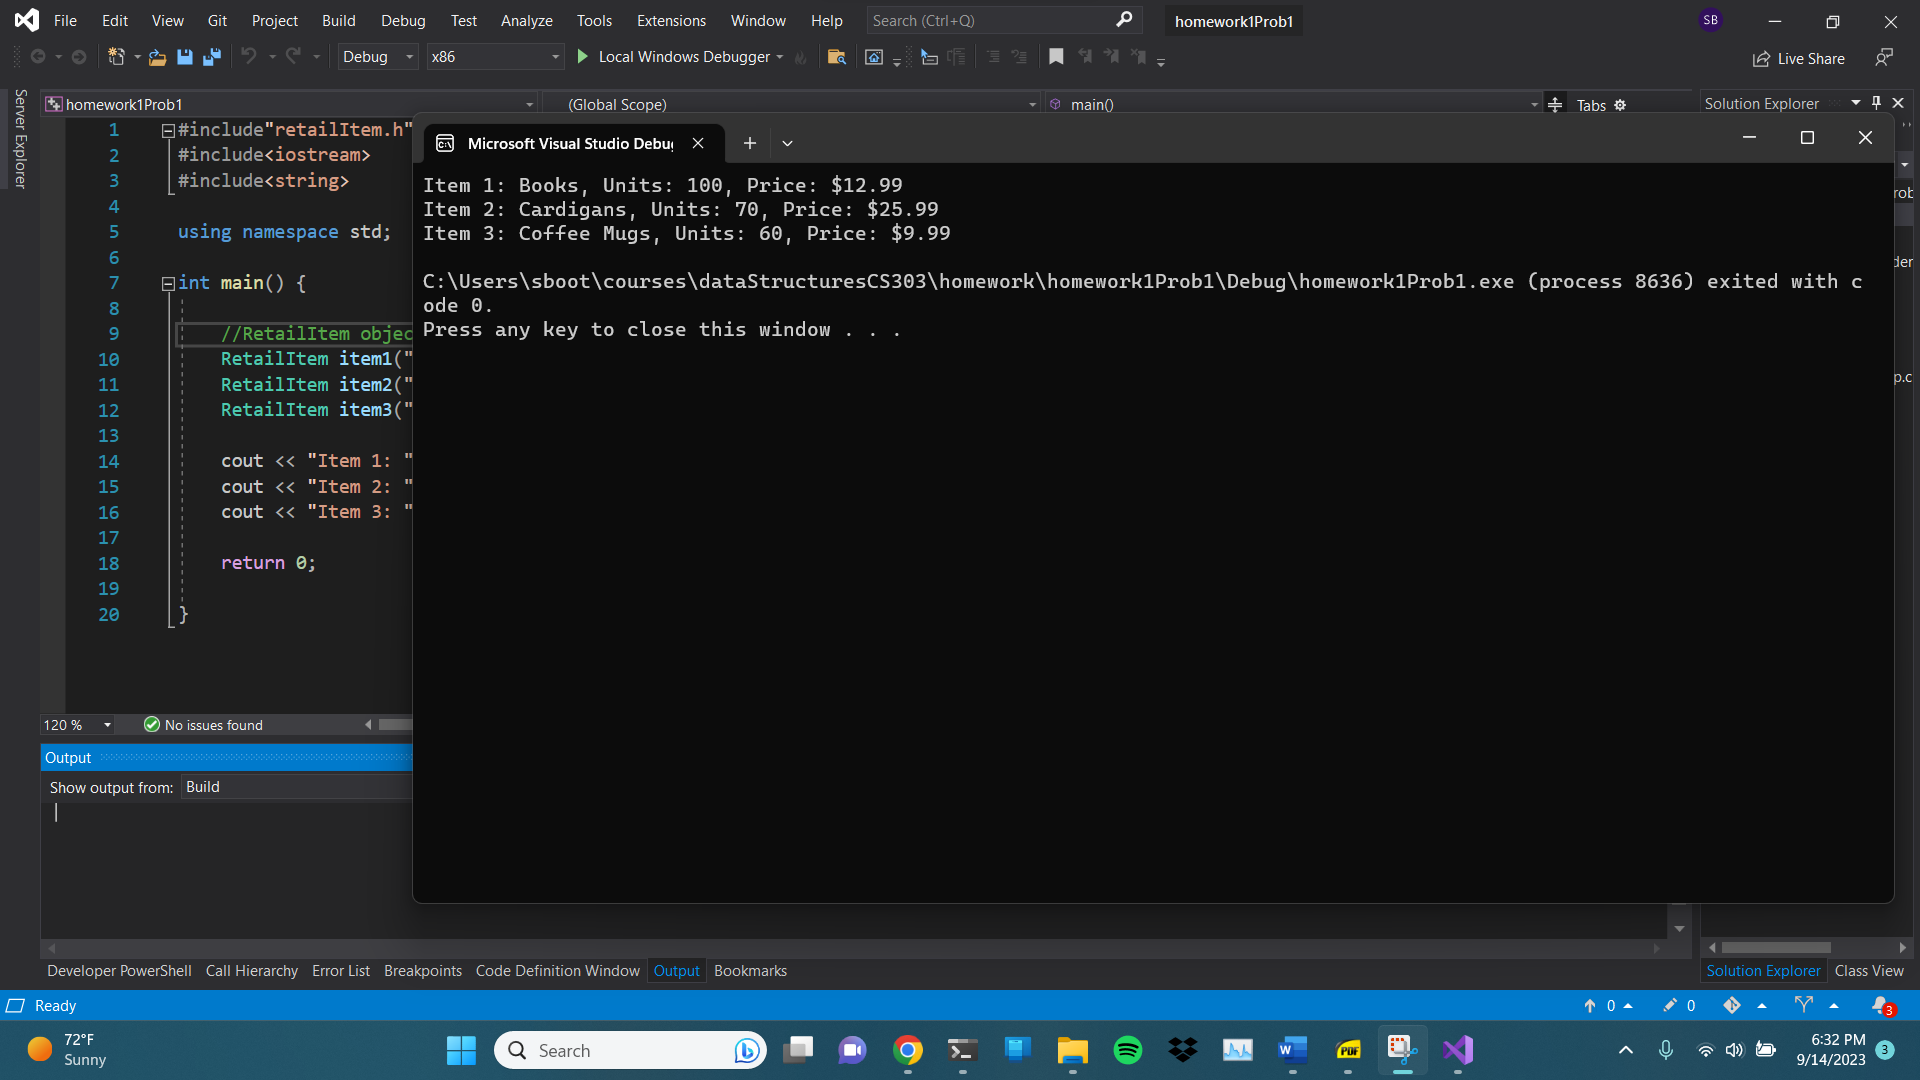 File Edit View Git Project Build Debug Test Analyze Tools Extensions Window Help Search (Ctrl+Q) homework1Prob1 SB
Debug x86 Local Windows Debugger Live Share
Server Explorer
homework1Prob1 (Global Scope) main() Tabs Solution Explorer
1 #include"retailItem.h"
2 #include<iostream>
3 #include<string>
4
5 using namespace std;
6
7 int main() {
8
9 //RetailItem objec
10 RetailItem item1("
11 RetailItem item2("
12 RetailItem item3("
13
14 cout << "Item 1: "
15 cout << "Item 2: "
16 cout << "Item 3: "
17
18 return 0;
19
20 }
Microsoft Visual Studio Debu
Item 1: Books, Units: 100, Price: $12.99
Item 2: Cardigans, Units: 70, Price: $25.99
Item 3: Coffee Mugs, Units: 60, Price: $9.99
C:\Users\sboot\courses\dataStructuresCS303\homework\homework1Prob1\Debug\homework1Prob1.exe (process 8636) exited with c
ode 0.
Press any key to close this window . . .
rob
der
p.c
120 % No issues found
Output
Show output from: Build
Developer PowerShell Call Hierarchy Error List Breakpoints Code Definition Window Output Bookmarks Solution Explorer Class View
Ready 0 0 3
72°F
Sunny
Search
PDF
6:32 PM
9/14/2023
3